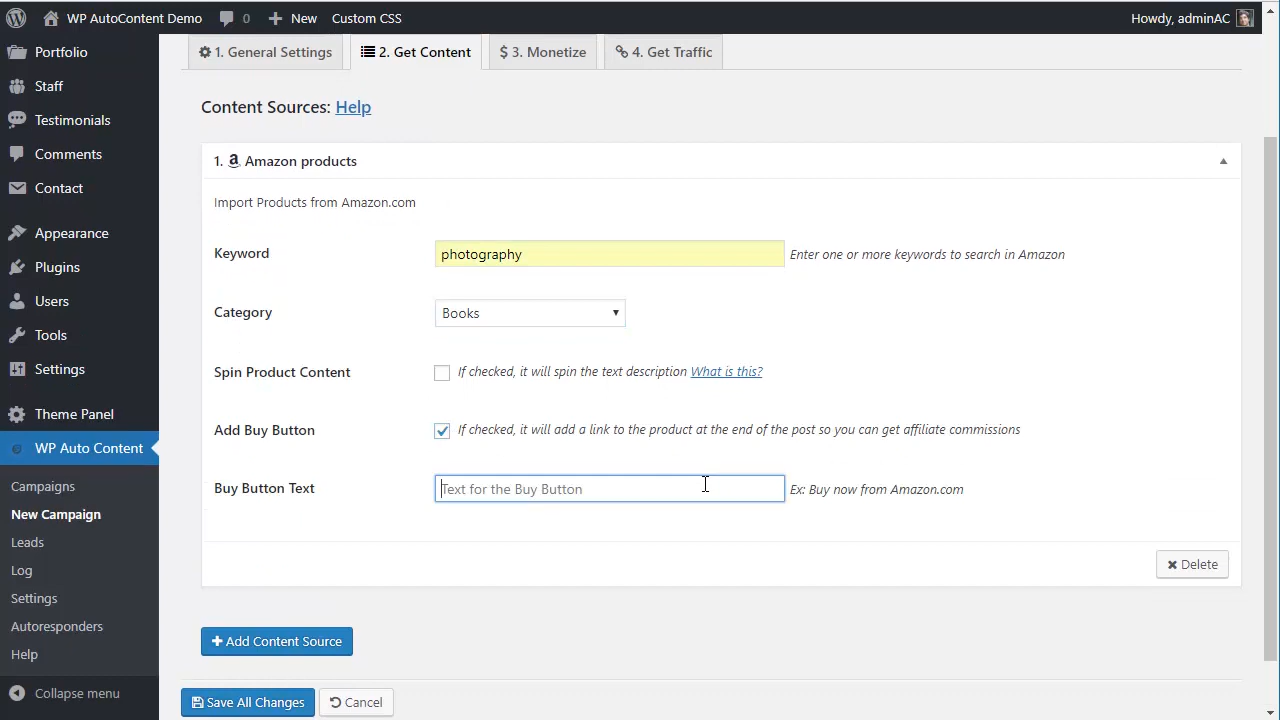 WP AutoContent Demo 0 New Custom CSS Howdy, adminAC
Portfolio
Staff
Testimonials
Comments
Contact
Appearance
Plugins
Users
Tools
Settings
Theme Panel
WP Auto Content
Campaigns
New Campaign
Leads
Log
Settings
Autoresponders
Help
Collapse menu
1. General Settings 2. Get Content $ 3. Monetize 4. Get Traffic
Content Sources: Help
1. a Amazon products
Import Products from Amazon.com
Keyword photography Enter one or more keywords to search in Amazon
Category Books
Spin Product Content If checked, it will spin the text description What is this?
Add Buy Button If checked, it will add a link to the product at the end of the post so you can get affiliate commissions
Buy Button Text Text for the Buy Button Ex: Buy now from Amazon.com
Delete
Add Content Source
Save All Changes Cancel